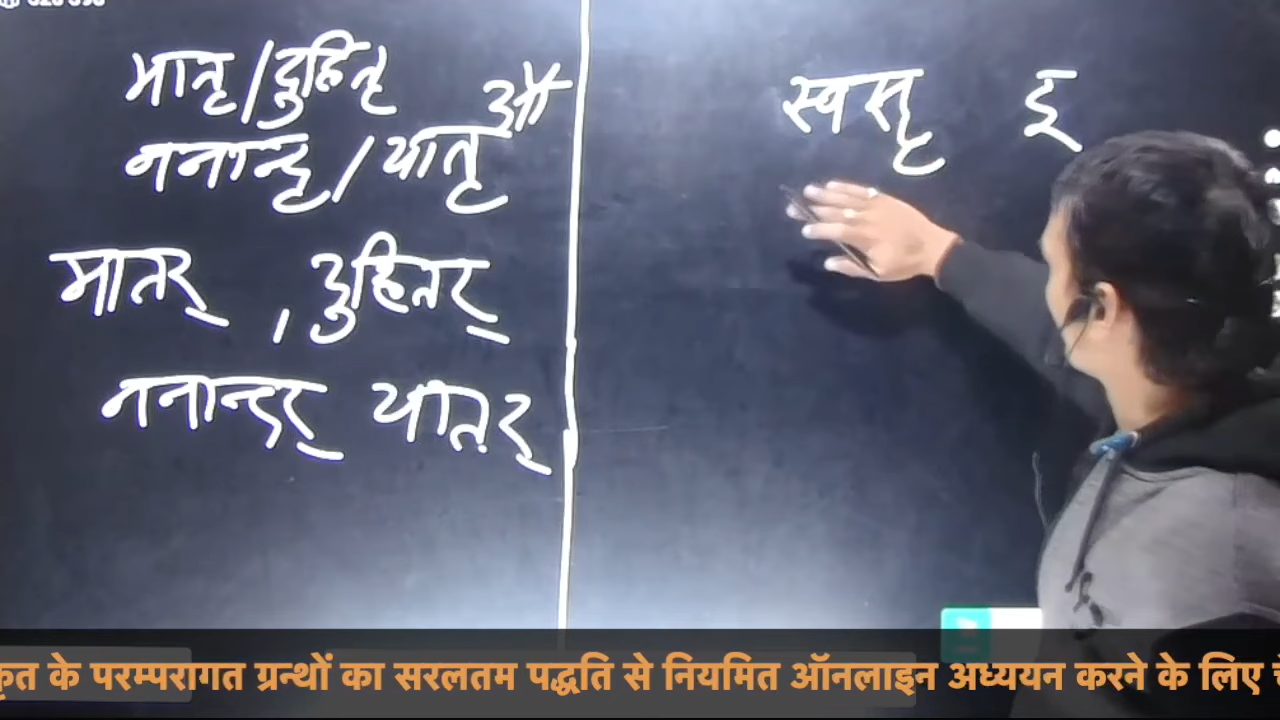 मातृ/दुहितृ औ
ननान्दृ/यातृ
मातर् , दुहितर्
ननान्दर् यातर्
स्वसृ इ
कृत के परम्परागत ग्रन्थों का सरलतम पद्धति से नियमित ऑनलाइन अध्ययन करने के लिए